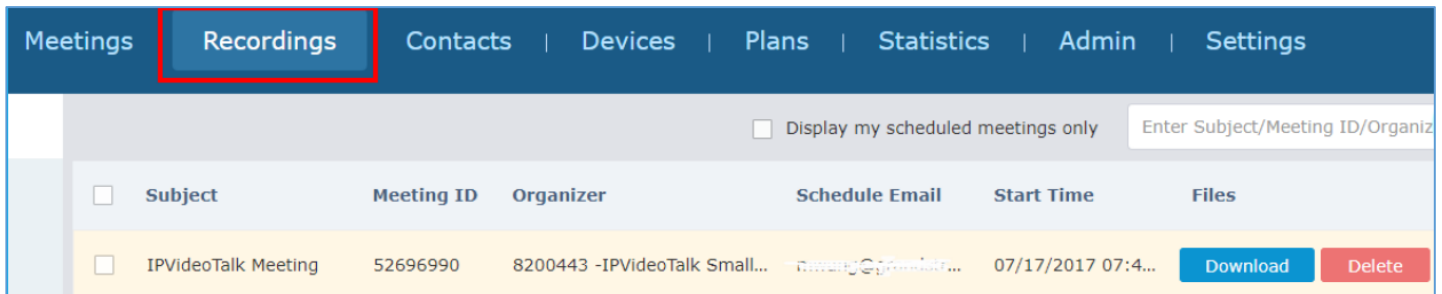 Meetings Recordings Contacts | Devices | Plans | Statistics | Admin | Settings
Display my scheduled meetings only Enter Subject/Meeting ID/Organiz
Subject Meeting ID Organizer Schedule Email Start Time Files
IPVideoTalk Meeting 52696990 8200443 -IPVideoTalk Small... 07/17/2017 07:4... Download Delete